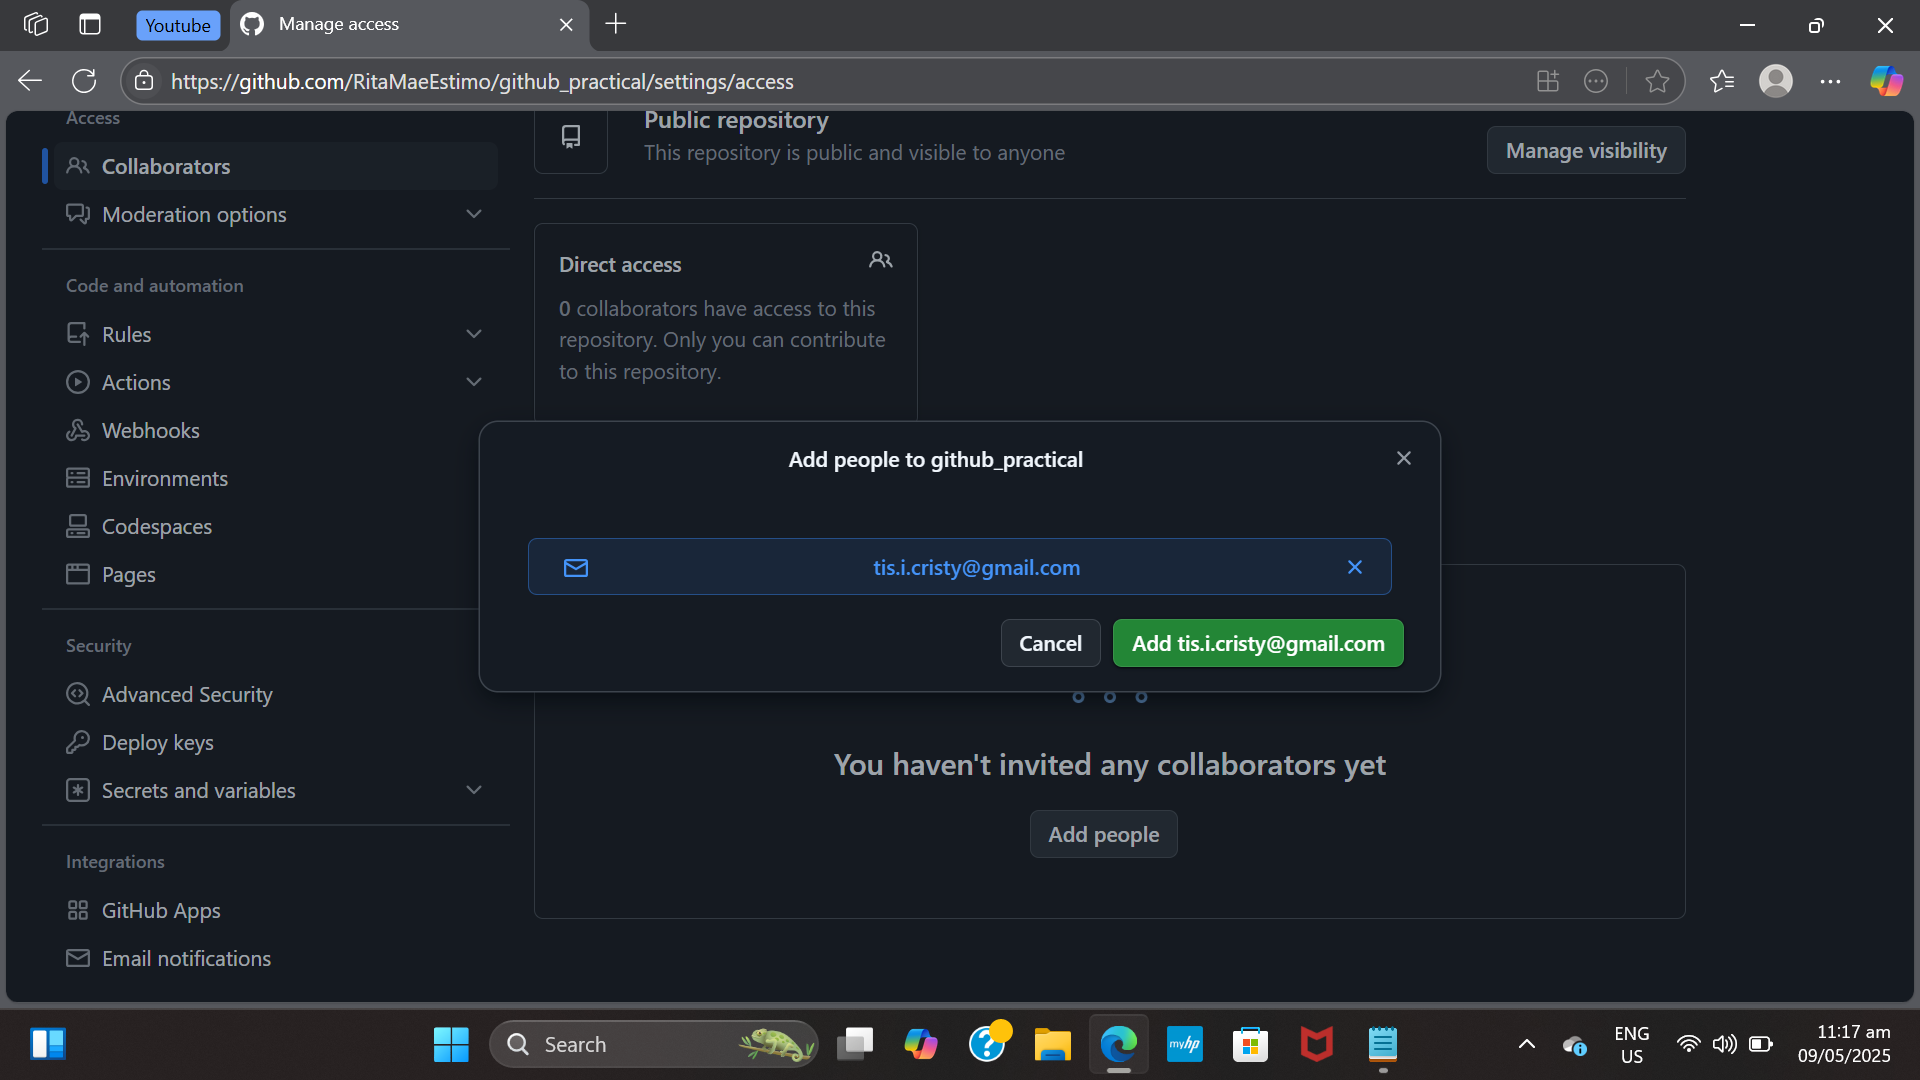 Youtube
Manage access
https://github.com/RitaMaeEstimo/github_practical/settings/access
Access
Collaborators
Moderation options
Code and automation
Rules
Actions
Webhooks
Environments
Codespaces
Pages
Security
Advanced Security
Deploy keys
Secrets and variables
Integrations
GitHub Apps
Email notifications
Public repository
This repository is public and visible to anyone
Manage visibility
Direct access
0 collaborators have access to this
repository. Only you can contribute
to this repository.
Add people to github_practical
tis.i.cristy@gmail.com
Cancel
Add tis.i.cristy@gmail.com
You haven't invited any collaborators yet
Add people
Search
myhp
ENG
US
11:17 am
09/05/2025